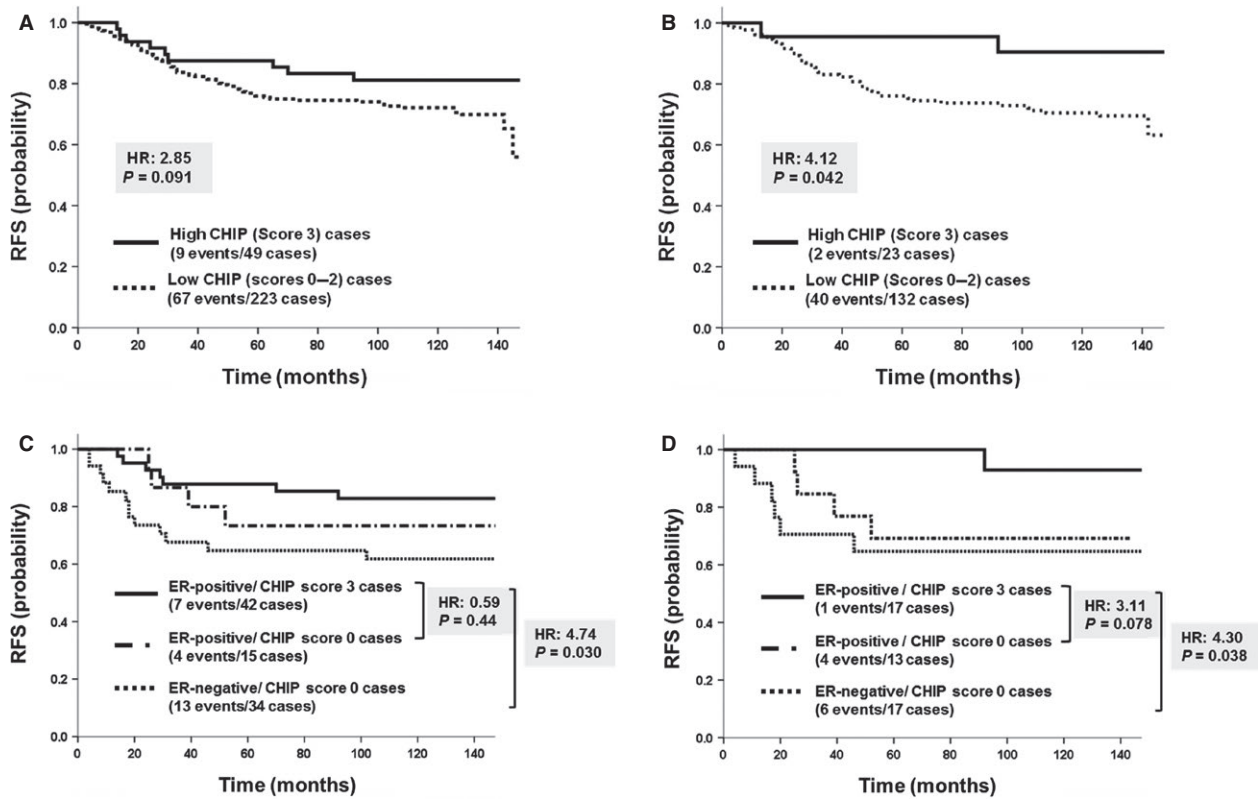 A
RFS (probability)
1.0
0.8
0.6
0.4
0.2
0.0
HR: 2.85
P = 0.091
High CHIP (Score 3) cases
(9 events/49 cases)
Low CHIP (scores 0—2) cases
(67 events/223 cases)
0 20 40 60 80 100 120 140
Time (months)
B
RFS (probability)
1.0
0.8
0.6
0.4
0.2
0.0
HR: 4.12
P = 0.042
High CHIP (Score 3) cases
(2 events/23 cases)
Low CHIP (Scores 0—2) cases
(40 events/132 cases)
0 20 40 60 80 100 120 140
Time (months)
C
RFS (probability)
1.0
0.8
0.6
0.4
0.2
0.0
ER-positive/ CHIP score 3 cases
(7 events/42 cases)
ER-positive/ CHIP score 0 cases
(4 events/15 cases)
ER-negative/ CHIP score 0 cases
(13 events/34 cases)
HR: 0.59
P = 0.44
HR: 4.74
P = 0.030
0 20 40 60 80 100 120 140
Time (months)
D
RFS (probability)
1.0
0.8
0.6
0.4
0.2
0.0
ER-positive/ CHIP score 3 cases
(1 events/17 cases)
ER-positive/ CHIP score 0 cases
(4 events/13 cases)
ER-negative/ CHIP score 0 cases
(6 events/17 cases)
HR: 3.11
P = 0.078
HR: 4.30
P = 0.038
0 20 40 60 80 100 120 140
Time (months)